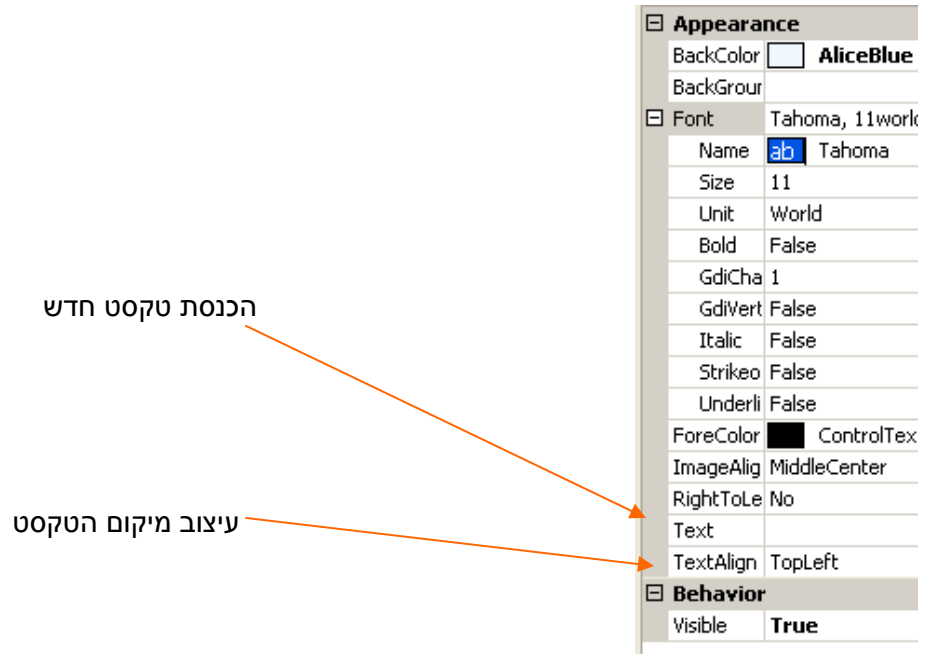 Appearance
BackColor AliceBlue
BackGrour
Font Tahoma, 11world
Name ab Tahoma
Size 11
Unit World
Bold False
GdiCha 1
GdiVert False
Italic False
Strikeo False
Underli False
ForeColor ControlTex
ImageAlig MiddleCenter
RightToLe No
Text
TextAlign TopLeft
Behavior
Visible True
הכנסת טקסט חדש
עיצוב מיקום הטקסט